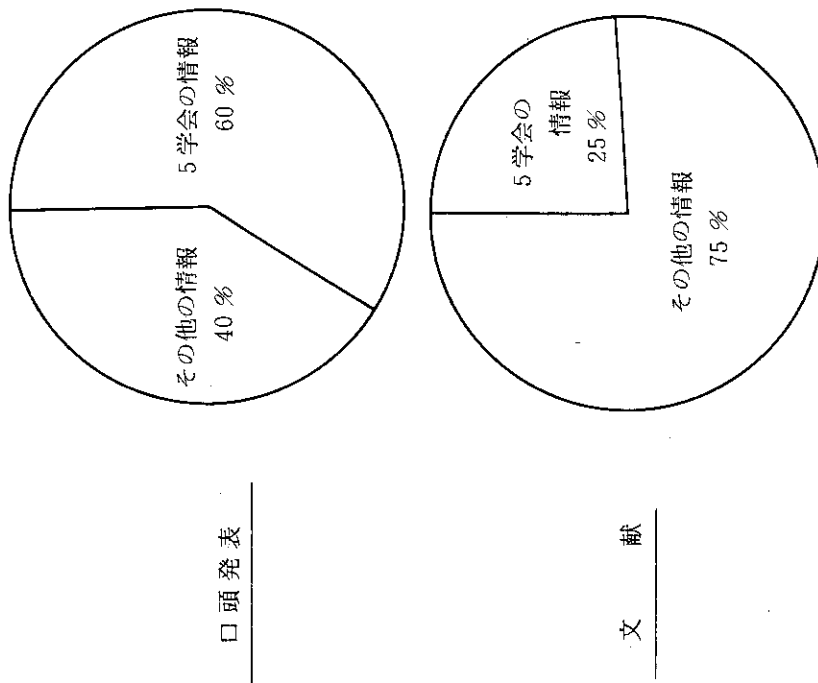 口頭発表
5学会の情報
60%
その他の情報
40%
文献
5学会の
情報
25%
その他の情報
75%